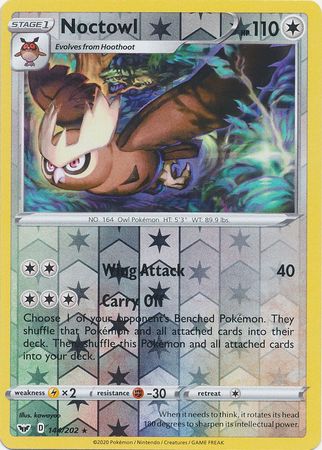 STAGE 1
Noctowl
HP 110
Evolves from Hoothoot
NO. 164 Owl Pokémon HT: 5'3" WT: 89.9 lbs.
Wing Attack 40
Carry Off
Choose 1 of your opponent's Benched Pokémon. They
shuffle that Pokémon and all attached cards into their
deck. Then shuffle this Pokémon and all attached cards
into your deck.
weakness ×2 resistance -30 retreat
Illus. kawayoo
D 144/202 ★
When it needs to think, it rotates its head
180 degrees to sharpen its intellectual power.
©2020 Pokémon / Nintendo / Creatures / GAME FREAK